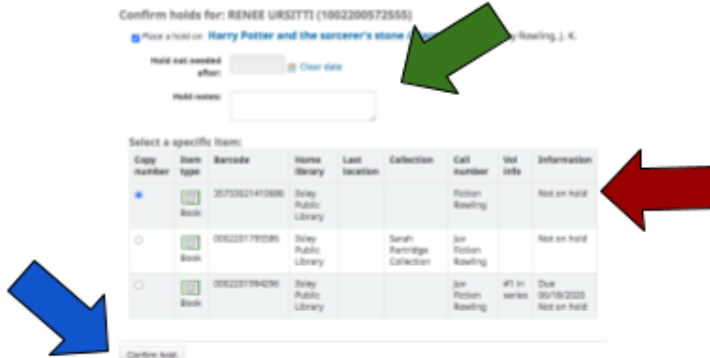 Confirm holds for: RENEE URSITTI (1002200572555)
Place a hold on Harry Potter and the sorcerer's stone Rowling, J. K.
Hold not needed after: Clear date
Hold notes:
Select a specific item:
Copy number Item type Barcode Home library Last location Collection Call number Vol info Information
Book Ilsley Public Library Fiction Rowling Not on hold
Book 0002201795586 Ilsley Public Library Sarah Partridge Collection Juv Fiction Rowling Not on hold
Book 0002201994296 Ilsley Public Library Juv Fiction Rowling #1 in series Due 06/18/2020 Not on hold
Confirm hold